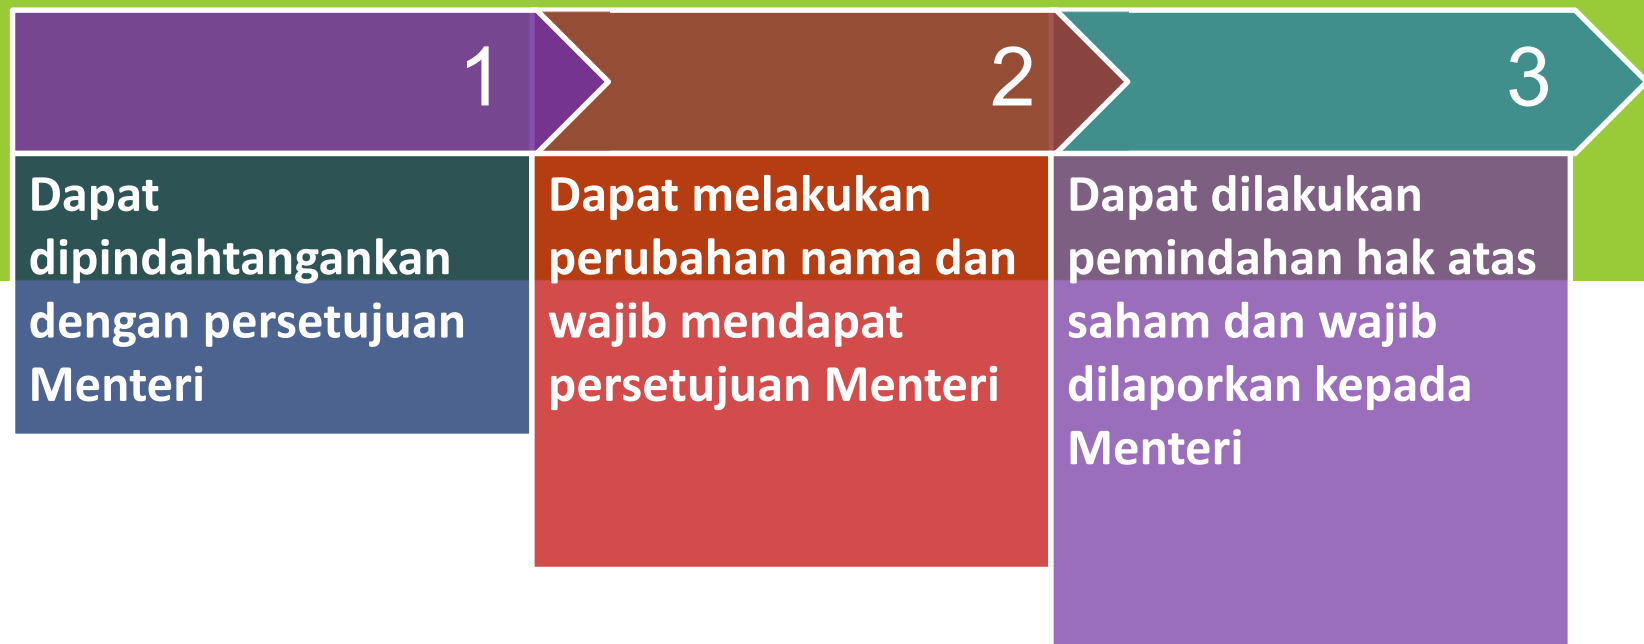 1
Dapat
dipindahtangankan
dengan persetujuan
Menteri
2
Dapat melakukan
perubahan nama dan
wajib mendapat
persetujuan Menteri
3
Dapat dilakukan
pemindahan hak atas
saham dan wajib
dilaporkan kepada
Menteri